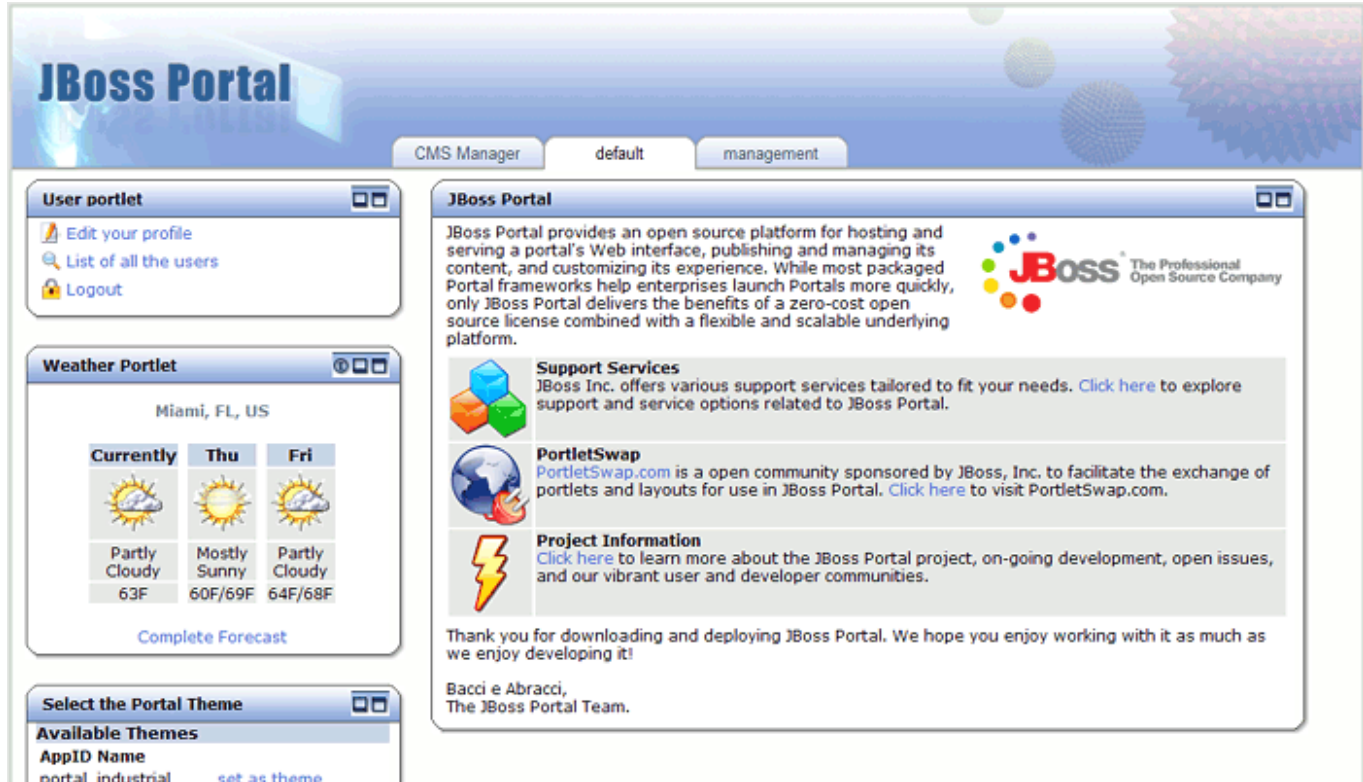 JBoss Portal
CMS Manager
default
management
User portlet
Edit your profile
List of all the users
Logout
Weather Portlet
Miami, FL, US
Currently Thu Fri
Partly Cloudy
Mostly Sunny
Partly Cloudy
63F 60F/69F 64F/68F
Complete Forecast
Select the Portal Theme
Available Themes
AppID Name
portal industrial set as theme
JBoss Portal
JBoss Portal provides an open source platform for hosting and
serving a portal's Web interface, publishing and managing its
content, and customizing its experience. While most packaged
Portal frameworks help enterprises launch Portals more quickly,
only JBoss Portal delivers the benefits of a zero-cost open
source license combined with a flexible and scalable underlying
platform.
JBoss The Professional
Open Source Company
Support Services
JBoss Inc. offers various support services tailored to fit your needs. Click here to explore
support and service options related to JBoss Portal.
PortletSwap
PortletSwap.com is a open community sponsored by JBoss, Inc. to facilitate the exchange of
portlets and layouts for use in JBoss Portal. Click here to visit PortletSwap.com.
Project Information
Click here to learn more about the JBoss Portal project, on-going development, open issues,
and our vibrant user and developer communities.
Thank you for downloading and deploying JBoss Portal. We hope you enjoy working with it as much as
we enjoy developing it!
Bacci e Abracci,
The JBoss Portal Team.